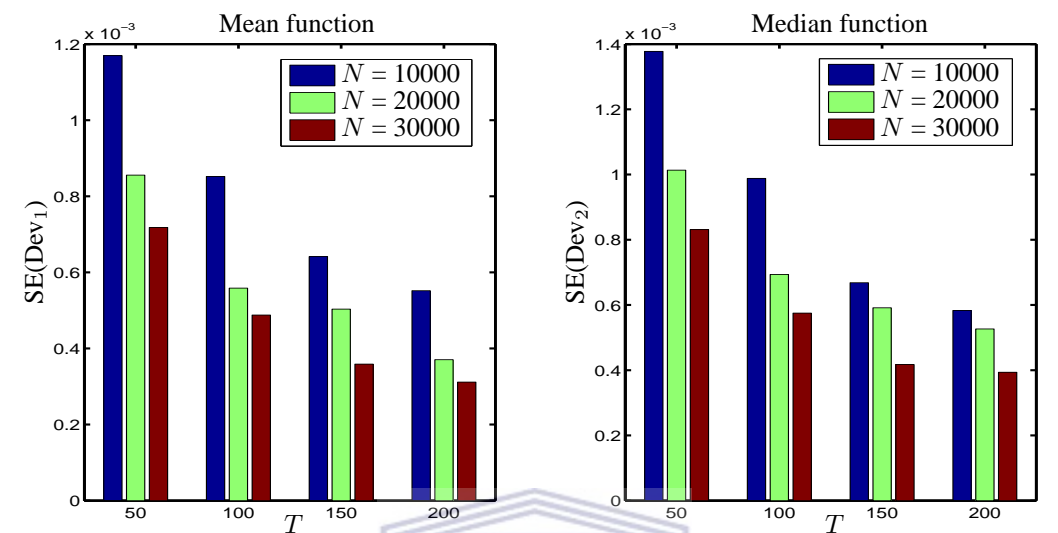 Mean function
x 10⁻³
1.2
1
0.8
0.6
0.4
0.2
0
SE(Dev₁)
N = 10000
N = 20000
N = 30000
50 100 150 200
T
Median function
x 10⁻³
1.4
1.2
1
0.8
0.6
0.4
0.2
0
SE(Dev₂)
N = 10000
N = 20000
N = 30000
50 100 150 200
T